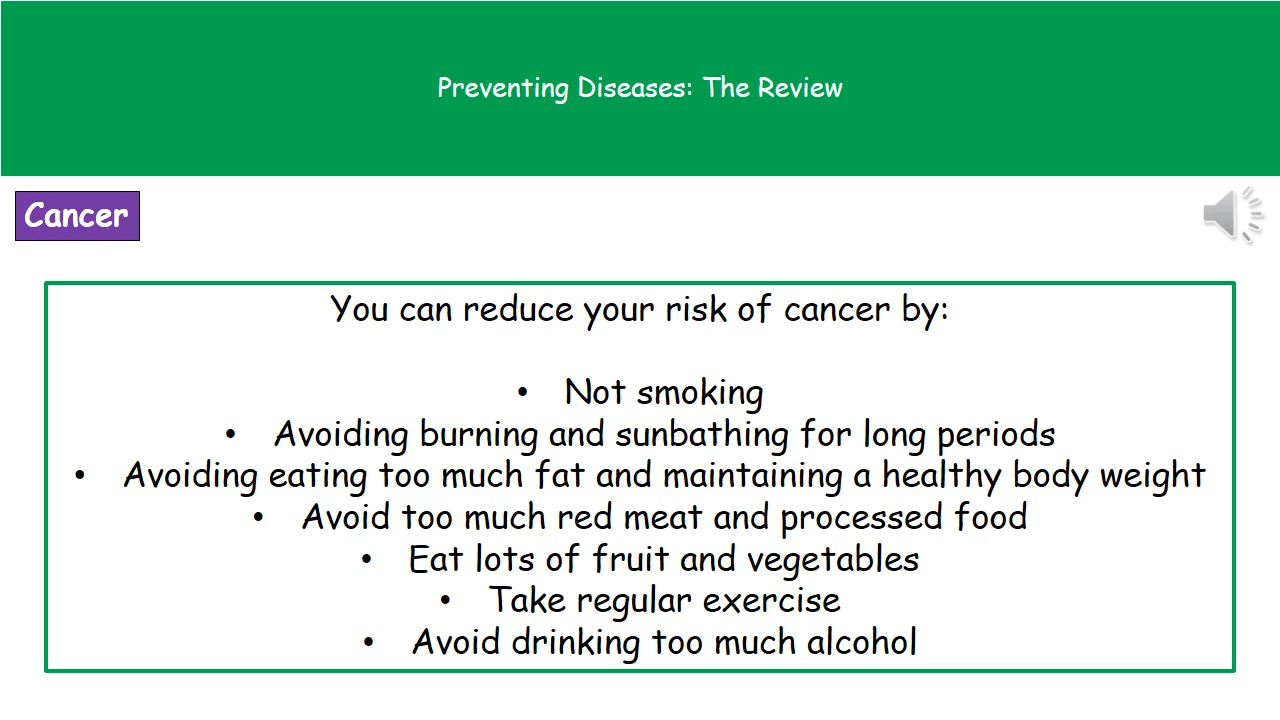 Preventing Diseases: The Review
Cancer
You can reduce your risk of cancer by:
• Not smoking
• Avoiding burning and sunbathing for long periods
• Avoiding eating too much fat and maintaining a healthy body weight
• Avoid too much red meat and processed food
• Eat lots of fruit and vegetables
• Take regular exercise
• Avoid drinking too much alcohol